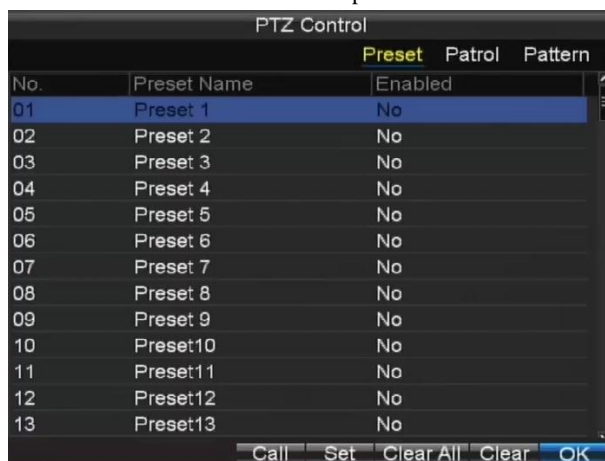 PTZ Control
Preset Patrol Pattern
No. Preset Name Enabled
01 Preset 1 No
02 Preset 2 No
03 Preset 3 No
04 Preset 4 No
05 Preset 5 No
06 Preset 6 No
07 Preset 7 No
08 Preset 8 No
09 Preset 9 No
10 Preset10 No
11 Preset11 No
12 Preset12 No
13 Preset13 No
Call Set Clear All Clear OK